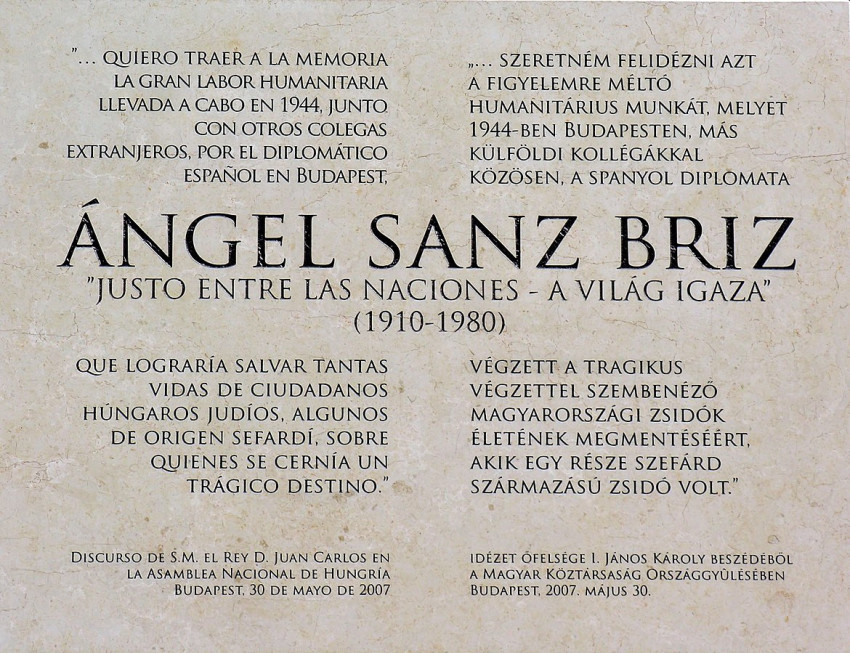 ”... QUIERO TRAER A LA MEMORIA
LA GRAN LABOR HUMANITARIA
LLEVADA A CABO EN 1944, JUNTO
CON OTROS COLEGAS
EXTRANJEROS, POR EL DIPLOMÁTICO
ESPAÑOL EN BUDAPEST,
„... SZERETNÉM FELIDÉZNI AZT
A FIGYELEMRE MÉLTÓ
HUMANITÁRIUS MUNKÁT, MELYET
1944-BEN BUDAPESTEN, MÁS
KÜLFÖLDI KOLLÉGÁKKAL
KÖZÖSEN, A SPANYOL DIPLOMATA
ÁNGEL SANZ BRIZ
”JUSTO ENTRE LAS NACIONES - A VILÁG IGAZA”
(1910-1980)
QUE LOGRARÍA SALVAR TANTAS
VIDAS DE CIUDADANOS
HÚNGAROS JUDÍOS, ALGUNOS
DE ORIGEN SEFARDÍ, SOBRE
QUIENES SE CERNÍA UN
TRÁGICO DESTINO.”
VÉGZETT A TRAGIKUS
VÉGZETTEL SZEMBENÉZŐ
MAGYARORSZÁGI ZSIDÓK
ÉLETÉNEK MEGMENTÉSÉÉRT,
AKIK EGY RÉSZE SZEFÁRD
SZÁRMAZÁSÚ ZSIDÓ VOLT.”
DISCURSO DE S.M. EL REY D. JUAN CARLOS EN
LA ASAMBLEA NACIONAL DE HUNGRÍA
BUDAPEST, 30 DE MAYO DE 2007
IDÉZET ŐFELSÉGE I. JÁNOS KÁROLY BESZÉDÉBŐL
A MAGYAR KÖZTÁRSASÁG ORSZÁGGYŰLÉSÉBEN
BUDAPEST, 2007. MÁJUS 30.